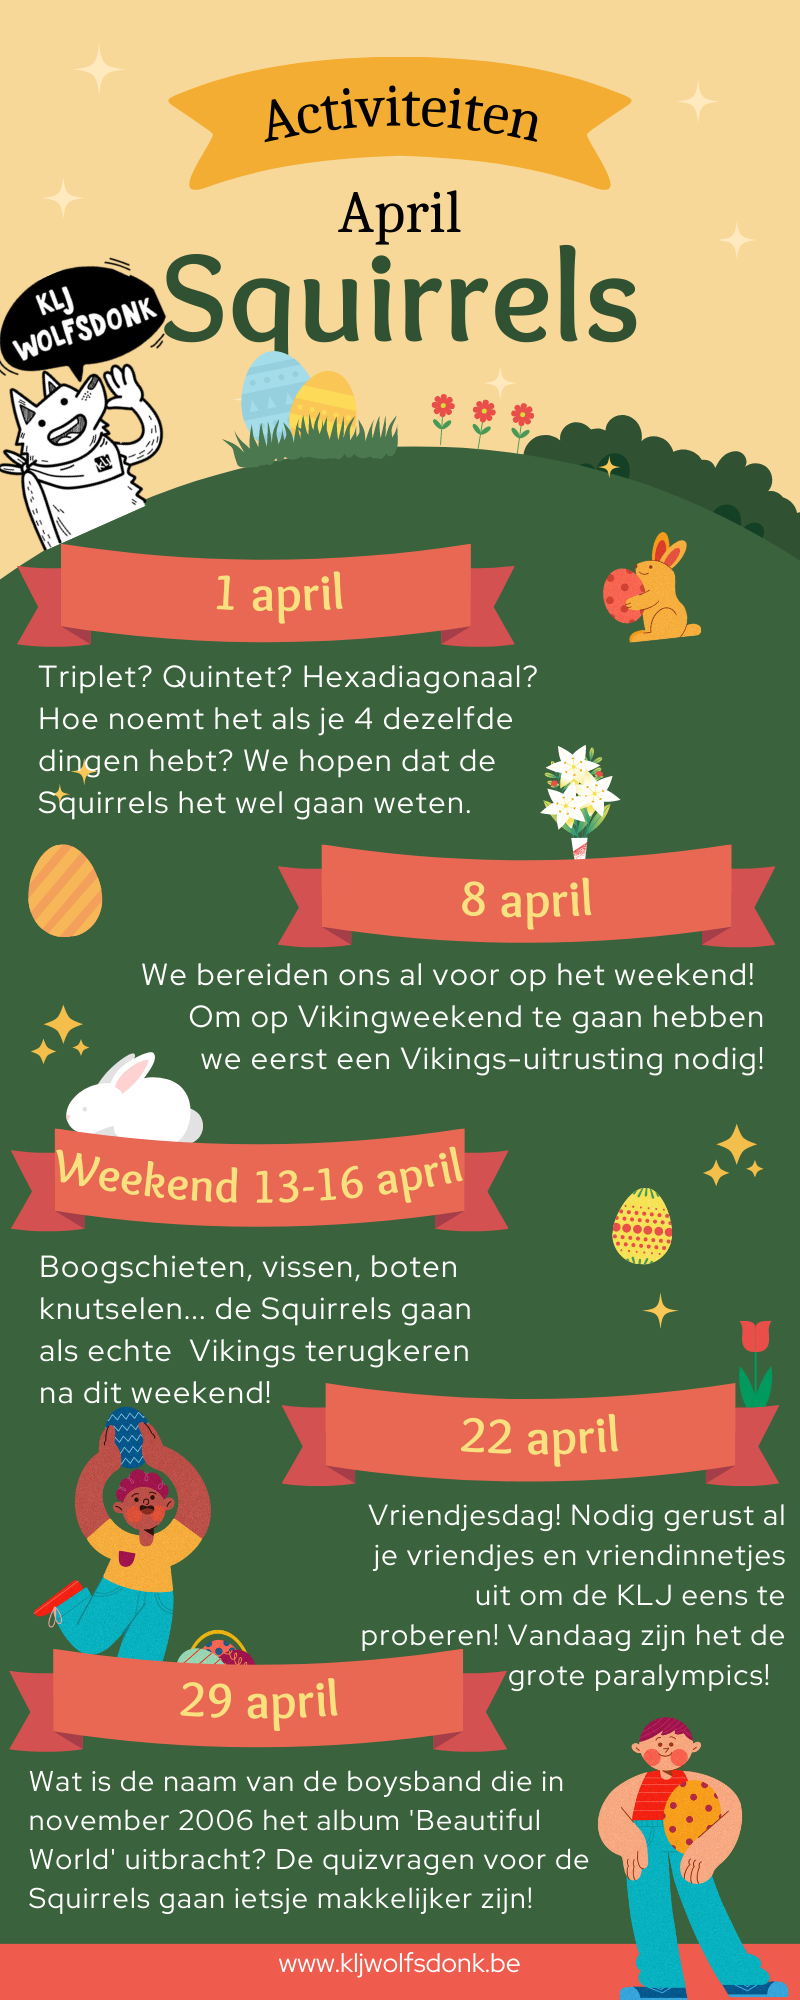 Activiteiten
April
Squirrels
KLJ
WOLFSDONK
KLJ
1 april
Triplet? Quintet? Hexadiagonaal?
Hoe noemt het als je 4 dezelfde
dingen hebt? We hopen dat de
Squirrels het wel gaan weten.
8 april
We bereiden ons al voor op het weekend!
Om op Vikingweekend te gaan hebben
we eerst een Vikings-uitrusting nodig!
Weekend 13-16 april
Boogschieten, vissen, boten
knutselen... de Squirrels gaan
als echte  Vikings terugkeren
na dit weekend!
22 april
Vriendjesdag! Nodig gerust al
je vriendjes en vriendinnetjes
uit om de KLJ eens te
proberen! Vandaag zijn het de
grote paralympics!
29 april
Wat is de naam van de boysband die in
november 2006 het album 'Beautiful
World' uitbracht? De quizvragen voor de
Squirrels gaan ietsje makkelijker zijn!
www.kljwolfsdonk.be